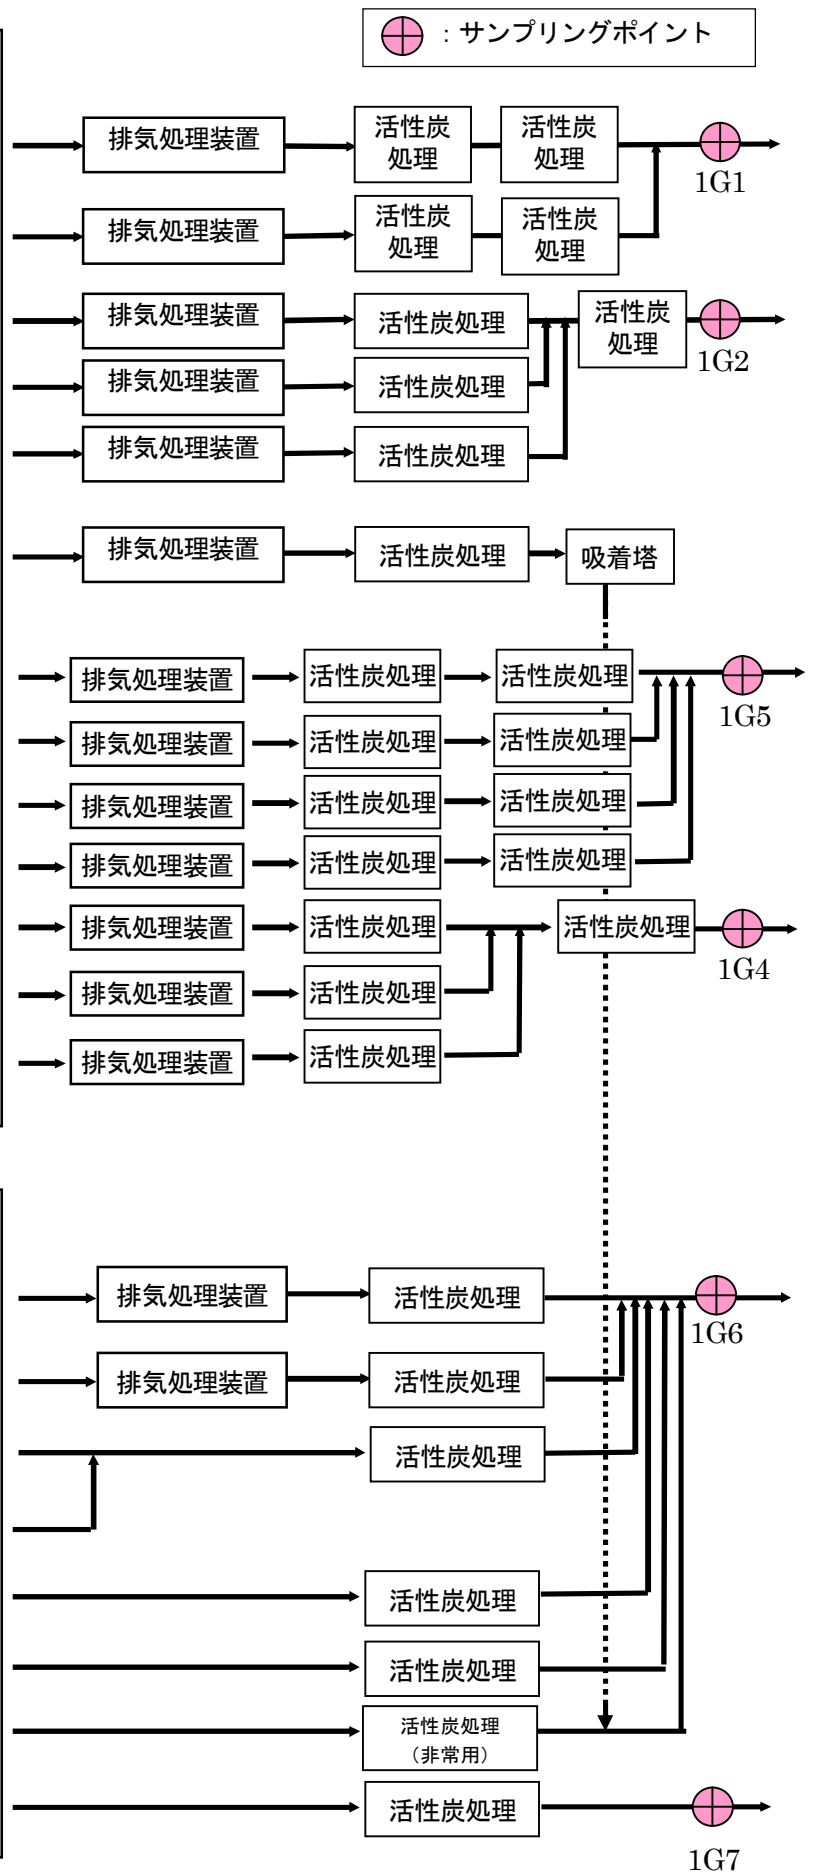 ：サンプリングポイント
排気処理装置
活性炭
処理
活性炭
処理
1G1
排気処理装置
活性炭
処理
活性炭
処理
排気処理装置
活性炭処理
活性炭
処理
1G2
排気処理装置
活性炭処理
排気処理装置
活性炭処理
排気処理装置
活性炭処理
吸着塔
排気処理装置
活性炭処理
活性炭処理
1G5
排気処理装置
活性炭処理
活性炭処理
排気処理装置
活性炭処理
活性炭処理
排気処理装置
活性炭処理
活性炭処理
排気処理装置
活性炭処理
活性炭処理
1G4
排気処理装置
活性炭処理
排気処理装置
活性炭処理
排気処理装置
活性炭処理
1G6
排気処理装置
活性炭処理
活性炭処理
活性炭処理
活性炭処理
活性炭処理
（非常用）
活性炭処理
1G7